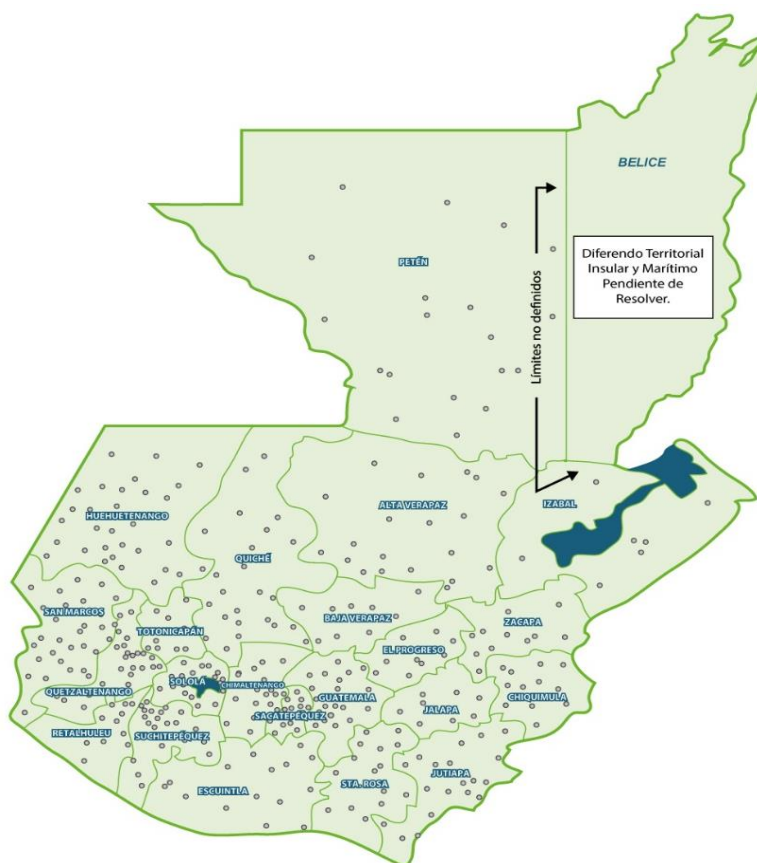 BELICE
Diferendo Territorial
Insular y Marítimo
Pendiente de
Resolver.
PETÉN
Límites no definidos
HUEHUETENANGO
ALTA VERAPAZ
IZABAL
QUICHÉ
SAN MARCOS
TOTONICAPÁN
BAJA VERAPAZ
ZACAPA
EL PROGRESO
SOLOLA
CHIMALTENANGO
QUETZALTENANGO
GUATEMALA
CHIQUIMULA
SACATEPÉQUEZ
JALAPA
RETALHULEU
SUCHITEPÉQUEZ
ESCUINTLA
STA. ROSA
JUTIAPA